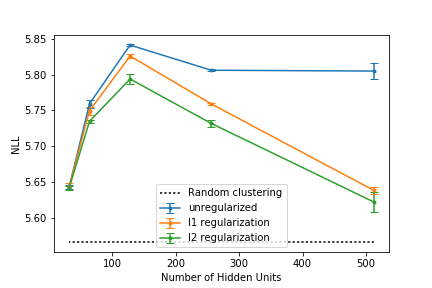 5.85
5.80
5.75
5.70
5.65
5.60
NLL
Random clustering
unregularized
l1 regularization
l2 regularization
100 200 300 400 500
Number of Hidden Units